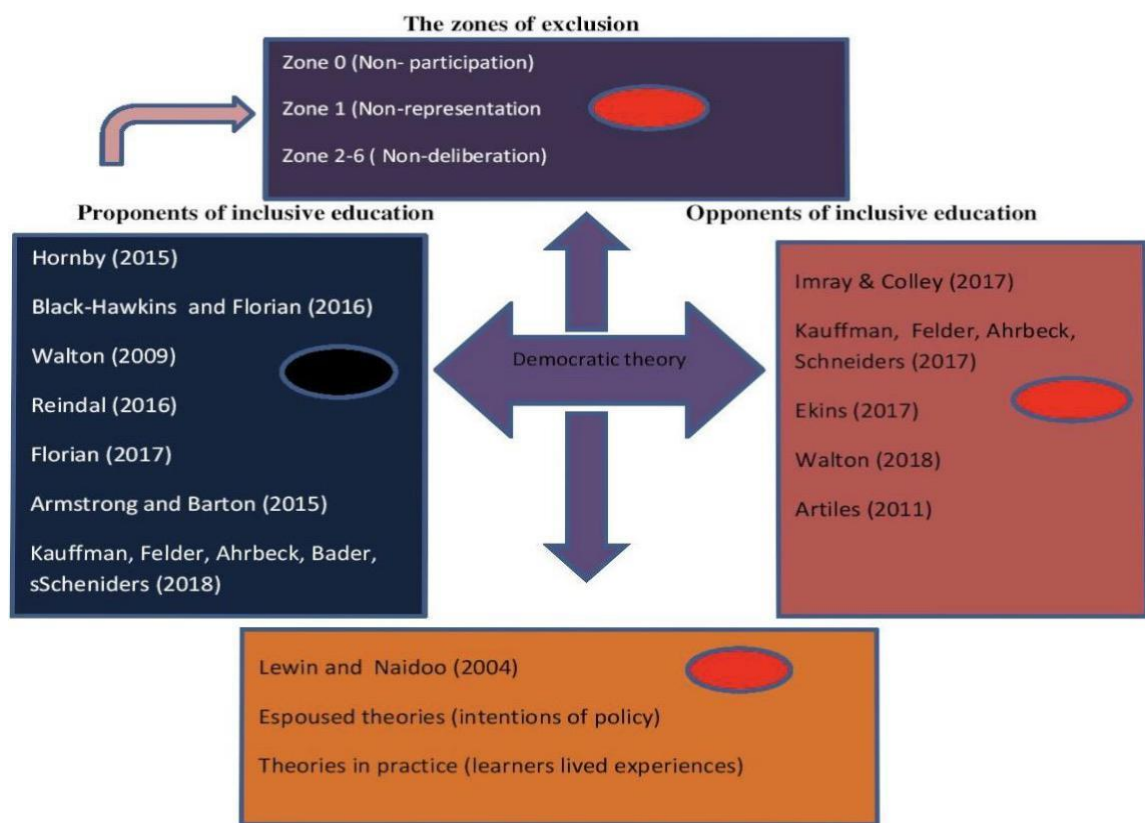 The zones of exclusion
Zone 0 (Non- participation)
Zone 1 (Non-representation
Zone 2-6 ( Non-deliberation)
Proponents of inclusive education
Hornby (2015)
Black-Hawkins and Florian (2016)
Walton (2009)
Reindal (2016)
Florian (2017)
Armstrong and Barton (2015)
Kauffman, Felder, Ahrbeck, Bader,
sScheniders (2018)
Democratic theory
Opponents of inclusive education
Imray & Colley (2017)
Kauffman, Felder, Ahrbeck,
Schneiders (2017)
Ekins (2017)
Walton (2018)
Artiles (2011)
Lewin and Naidoo (2004)
Espoused theories (intentions of policy)
Theories in practice (learners lived experiences)